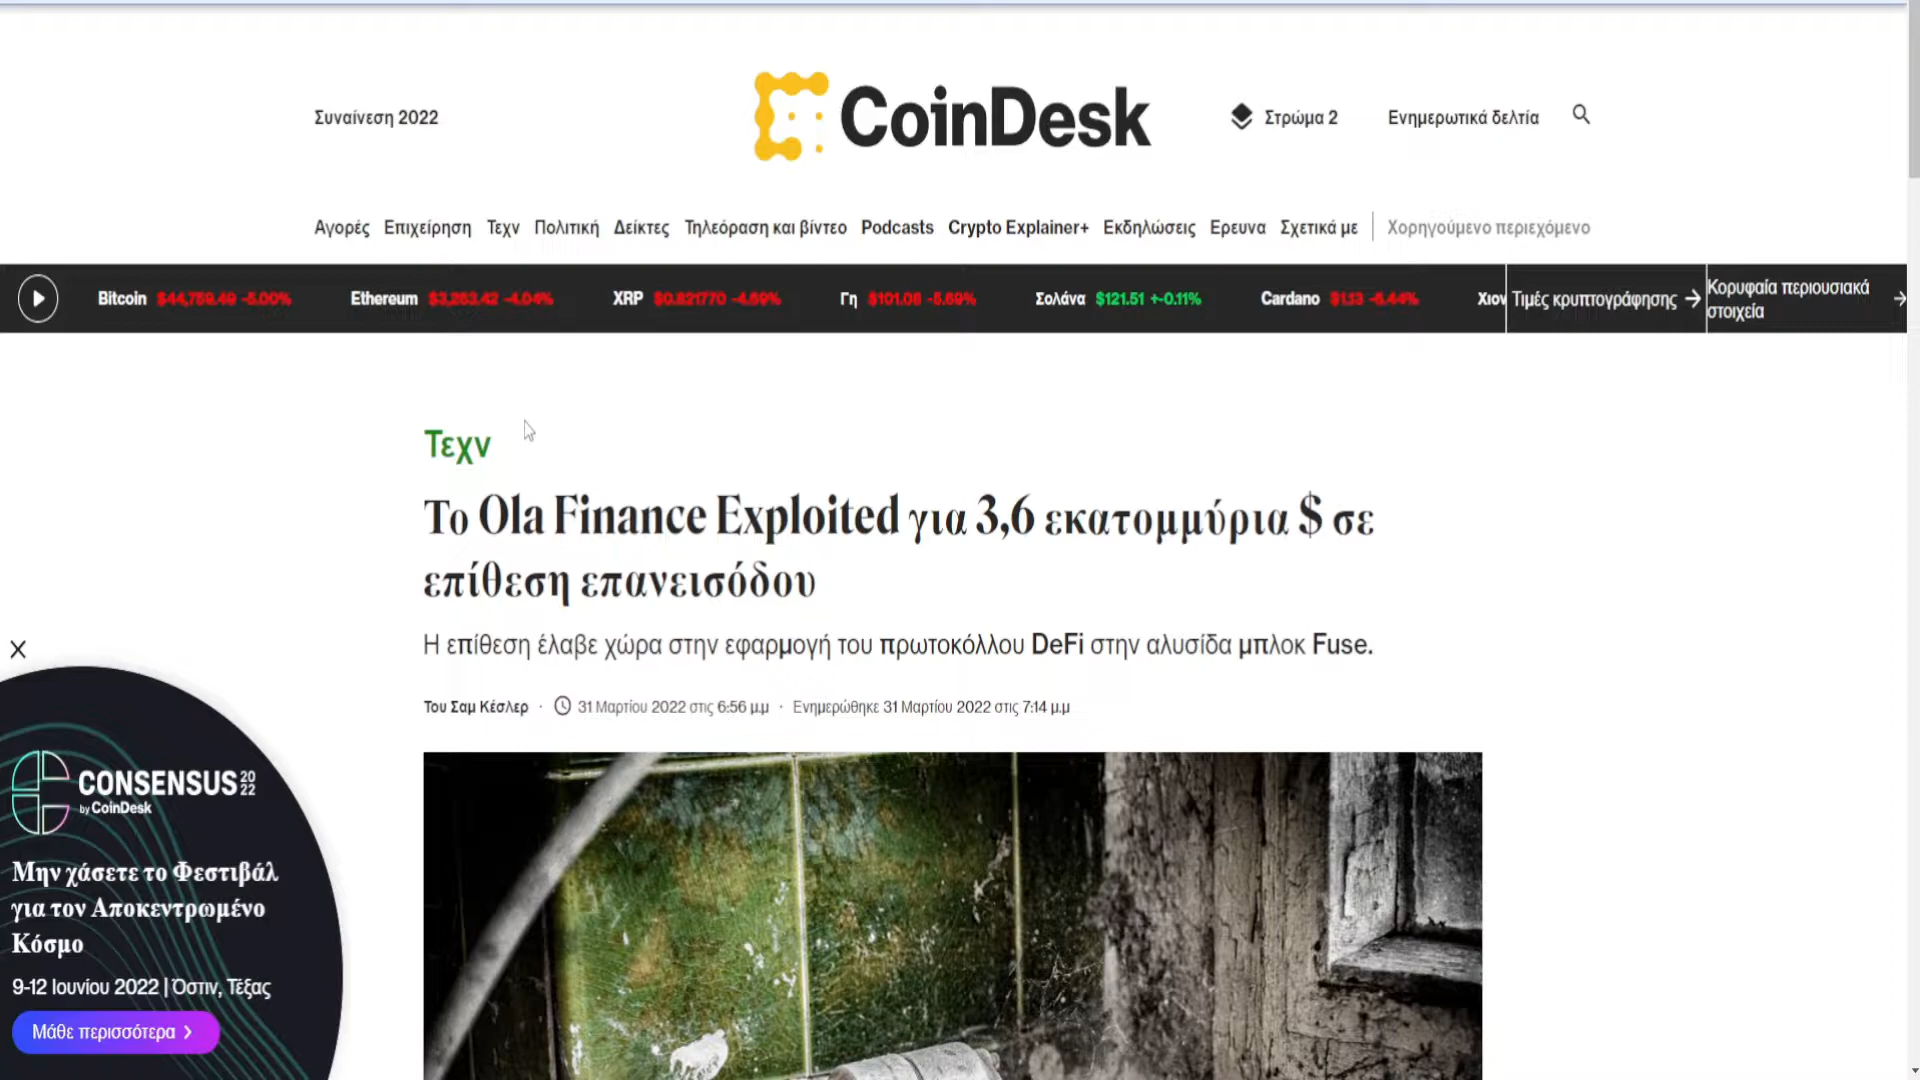 Συναίνεση 2022
CoinDesk
Στρώμα 2
Ενημερωτικά δελτία
Αγορές Επιχείρηση Τεχν Πολιτική Δείκτες Τηλεόραση και βίντεο Podcasts Crypto Explainer+ Εκδηλώσεις Ερευνα Σχετικά με Χορηγούμενο περιεχόμενο
Bitcoin $44,759.49 -5.00% Ethereum $3,263.42 -4.04% XRP $0.821770 -4.69% Γη $101.08 -5.69% Σολάνα $121.51 +-0.11% Cardano $1.13 -5.44% Χιον
Τιμές κρυπτογράφησης
Κορυφαία περιουσιακά
στοιχεία
Τεχν
Το Ola Finance Exploited για 3,6 εκατομμύρια $ σε
επίθεση επανεισόδου
Η επίθεση έλαβε χώρα στην εφαρμογή του πρωτοκόλλου DeFi στην αλυσίδα μπλοκ Fuse.
Του Σαμ Κέσλερ · 31 Μαρτίου 2022 στις 6:56 μ.μ · Ενημερώθηκε 31 Μαρτίου 2022 στις 7:14 μ.μ
CONSENSUS 2022
by CoinDesk
Μην χάσετε το Φεστιβάλ
για τον Αποκεντρωμένο
Κόσμο
9-12 Ιουνίου 2022 | Όστιν, Τέξας
Μάθε περισσότερα